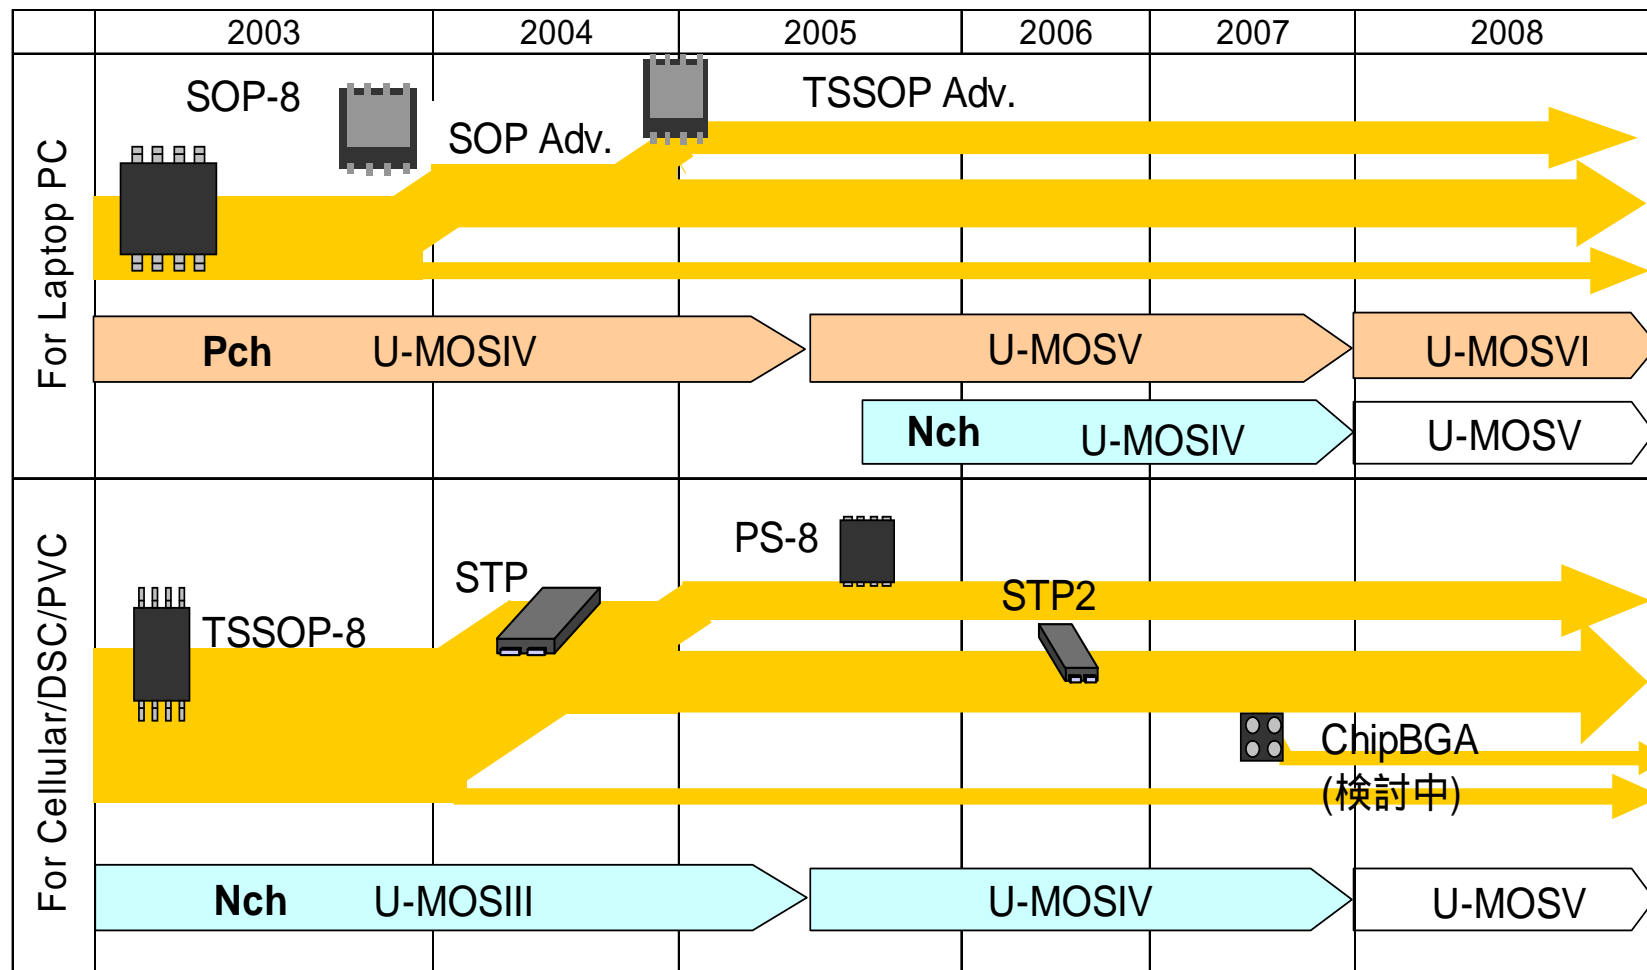 2003 2004 2005 2006 2007 2008
For Laptop PC
SOP-8
SOP Adv.
TSSOP Adv.
Pch U-MOSIV
U-MOSV
U-MOSVI
Nch U-MOSIV
U-MOSV
For Cellular/DSC/PVC
TSSOP-8
STP
PS-8
STP2
ChipBGA
(検討中)
Nch U-MOSIII
U-MOSIV
U-MOSV